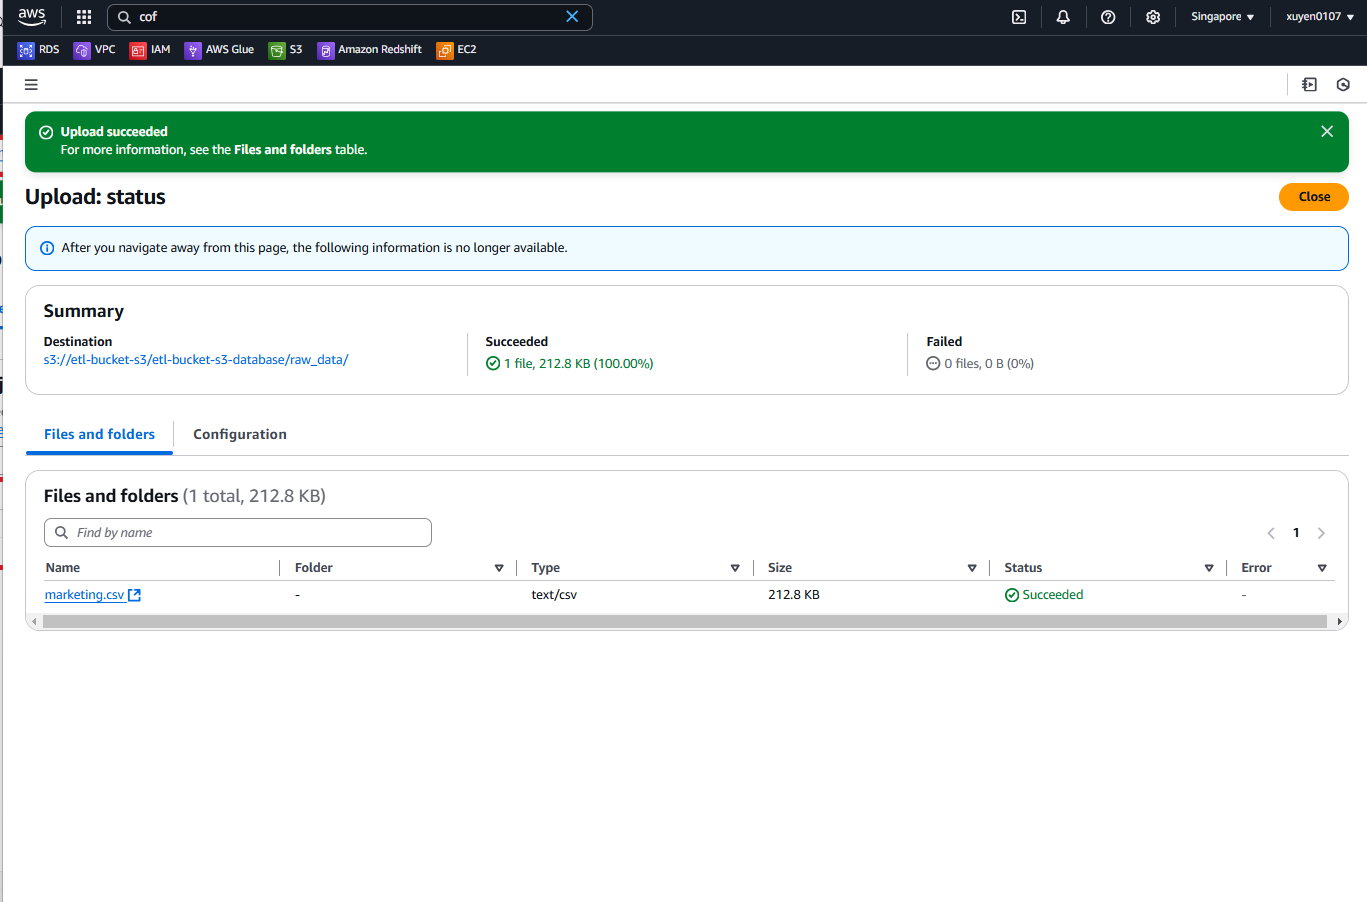 aws
cof
Singapore
xuyen0107
RDS
VPC
IAM
AWS Glue
S3
Amazon Redshift
EC2
Upload succeeded
For more information, see the Files and folders table.
Upload: status
Close
After you navigate away from this page, the following information is no longer available.
Summary
Destination
s3://etl-bucket-s3/etl-bucket-s3-database/raw_data/
Succeeded
1 file, 212.8 KB (100.00%)
Failed
0 files, 0 B (0%)
Files and folders
Configuration
Files and folders (1 total, 212.8 KB)
Find by name
1
Name Folder Type Size Status Error
marketing.csv - text/csv 212.8 KB Succeeded -